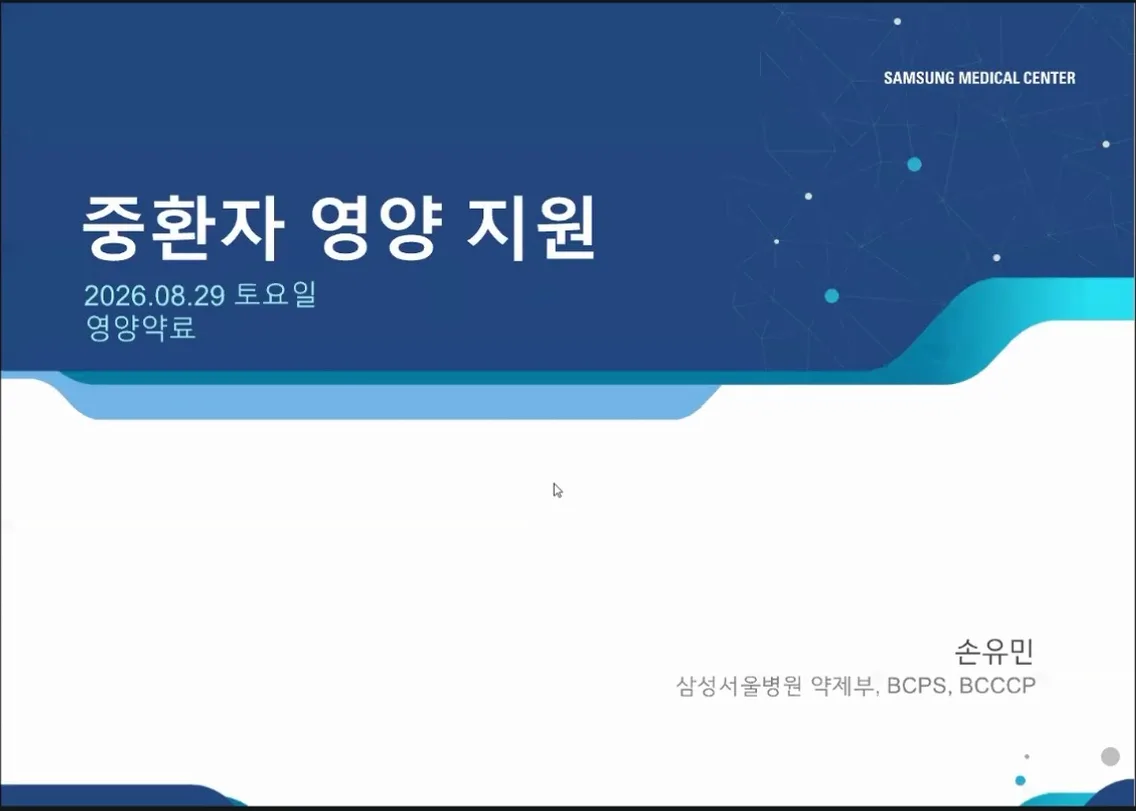 SAMSUNG MEDICAL CENTER
중환자 영양 지원
2026.08.29 토요일
영양약료
손유민
삼성서울병원 약제부, BCPS, BCCCP